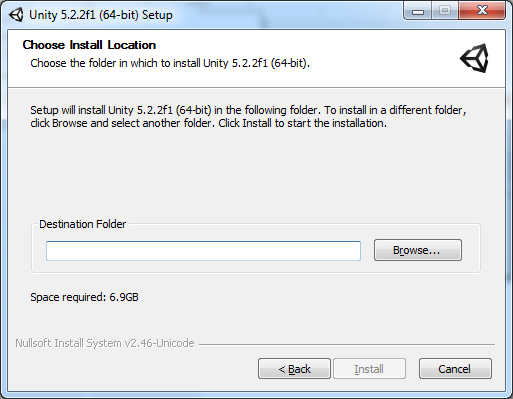 Unity 5.2.2f1 (64-bit) Setup
Choose Install Location
Choose the folder in which to install Unity 5.2.2f1 (64-bit).
Setup will install Unity 5.2.2f1 (64-bit) in the following folder. To install in a different folder,
click Browse and select another folder. Click Install to start the installation.
Destination Folder
Browse...
Space required: 6.9GB
Nullsoft Install System v2.46-Unicode
< Back
Install
Cancel